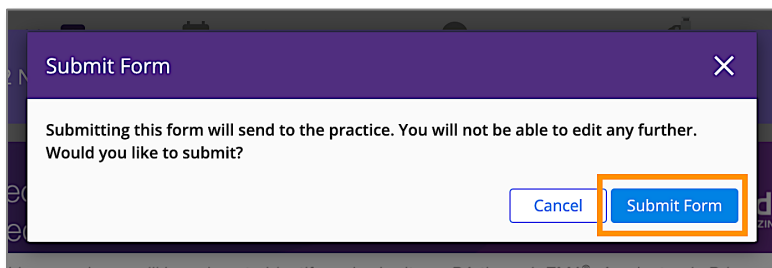 Submit Form
Submitting this form will send to the practice. You will not be able to edit any further.
Would you like to submit?
Cancel
Submit Form